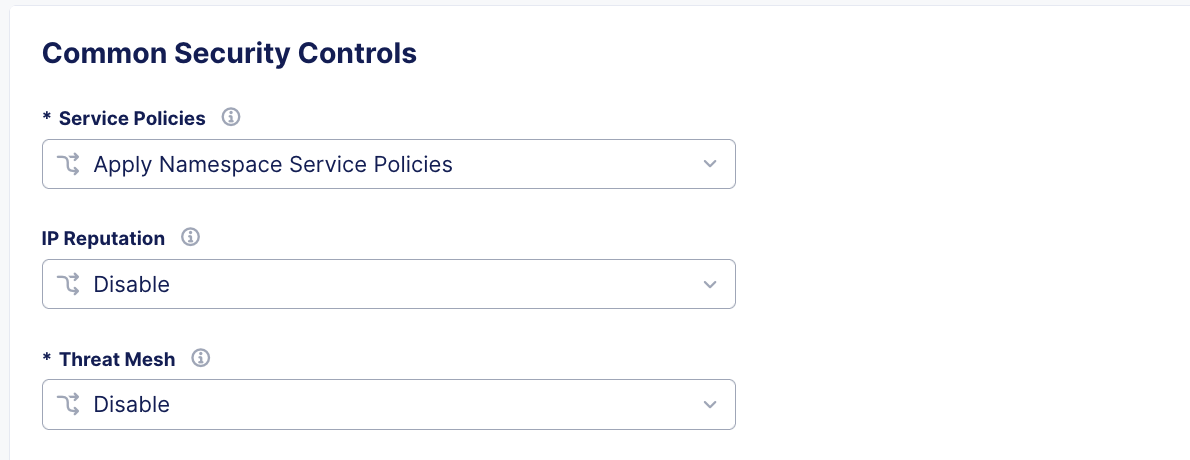 Common Security Controls
* Service Policies
Apply Namespace Service Policies
IP Reputation
Disable
* Threat Mesh
Disable